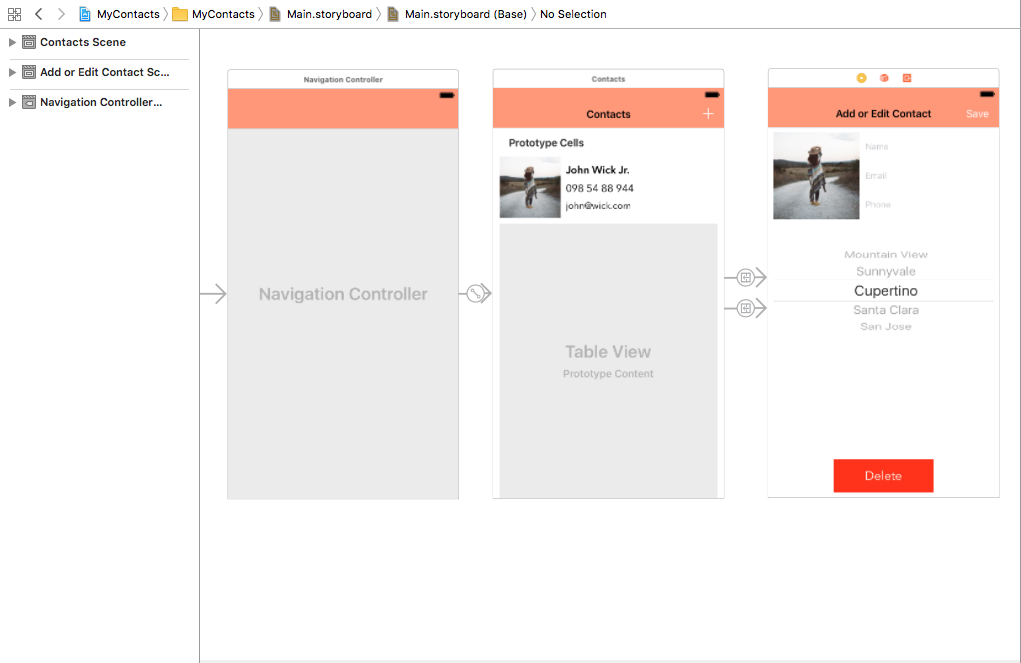 MyContacts MyContacts Main.storyboard Main.storyboard (Base) No Selection
Contacts Scene
Add or Edit Contact Sc...
Navigation Controller...
Navigation Controller
Navigation Controller
Contacts
Contacts
Prototype Cells
John Wick Jr.
098 54 88 944
john@wick.com
Table View
Prototype Content
Add or Edit Contact Save
Name
Email
Phone
Mountain View
Sunnyvale
Cupertino
Santa Clara
San Jose
Delete